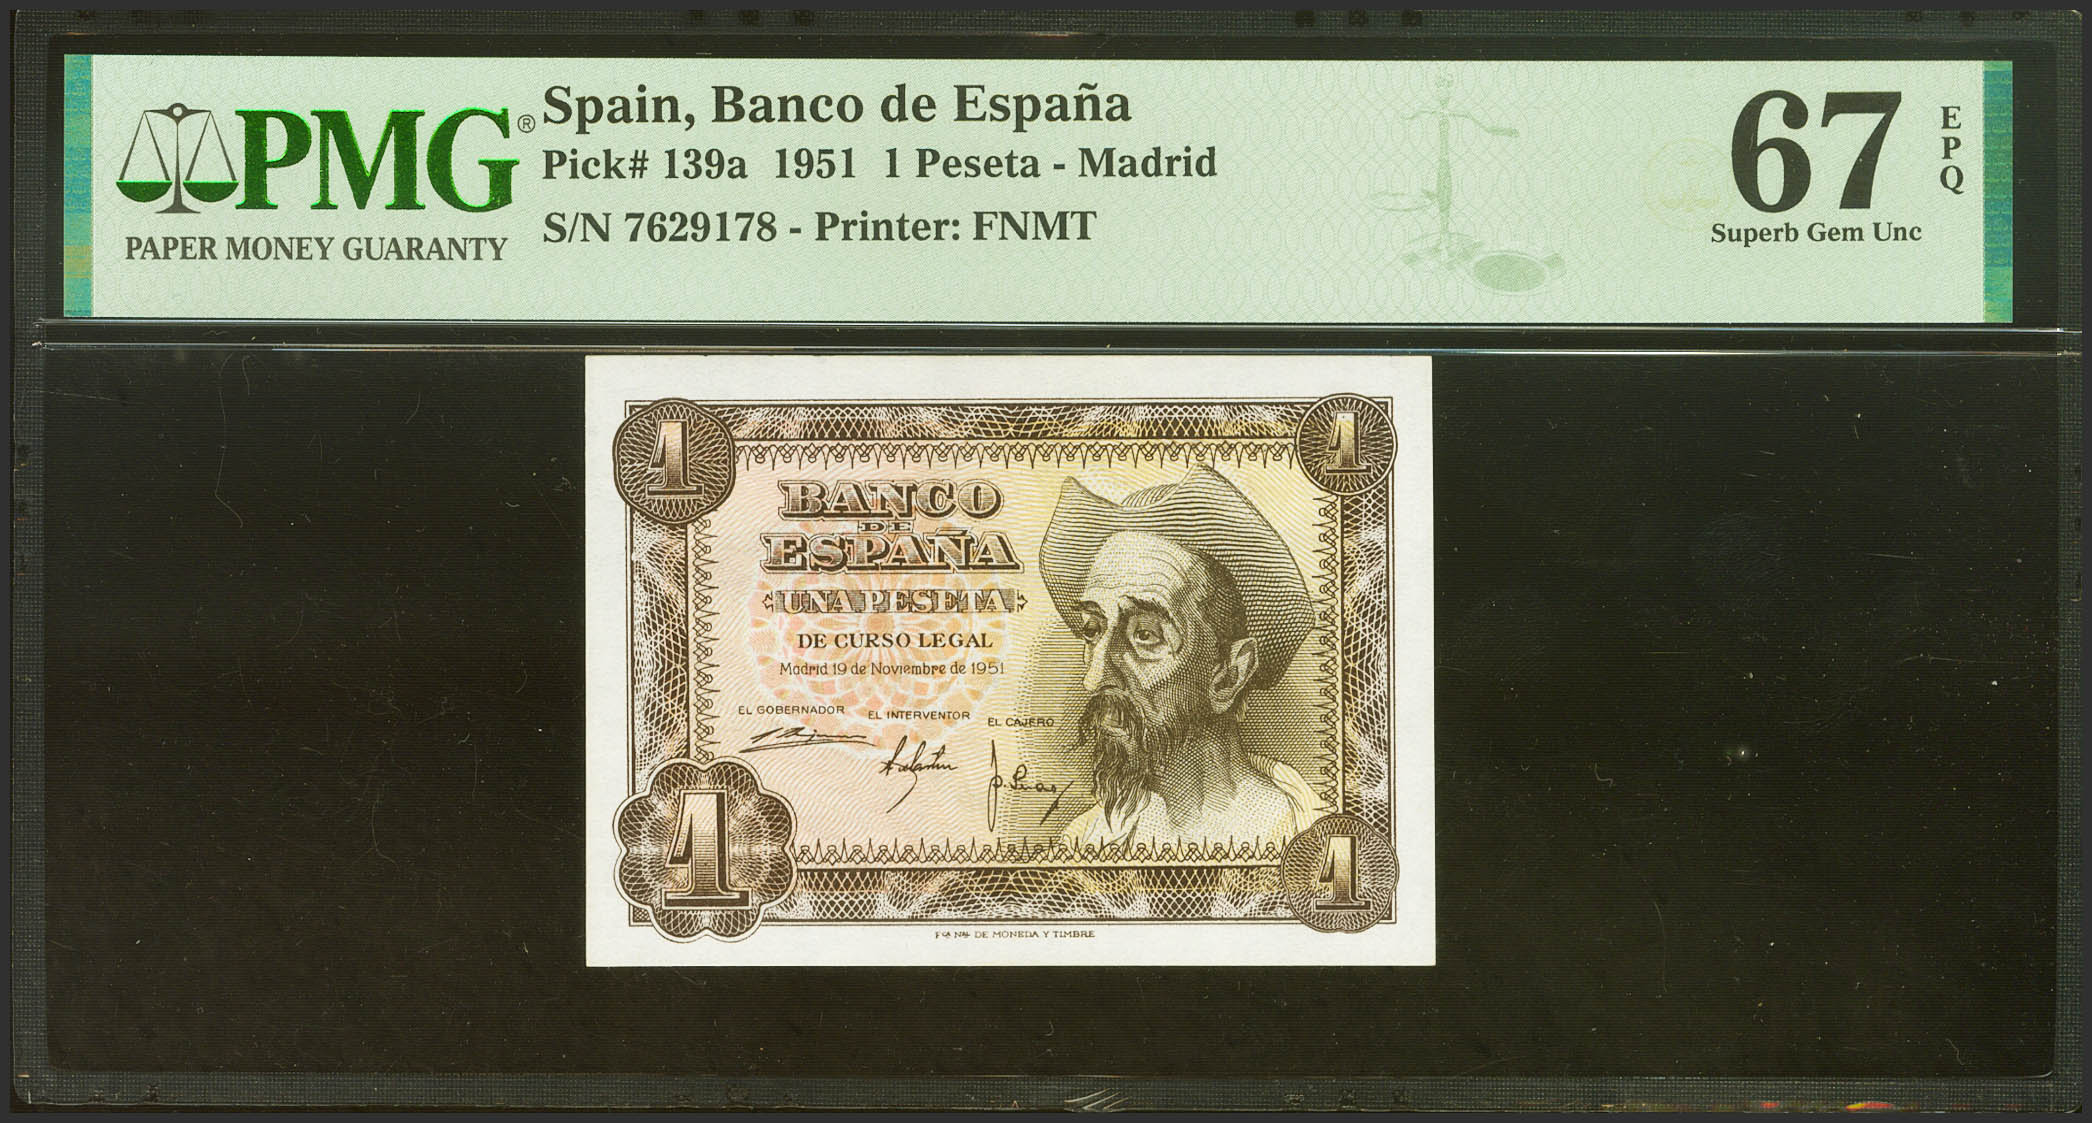 PMG®
PAPER MONEY GUARANTY
Spain, Banco de España
Pick# 139a 1951 1 Peseta - Madrid
S/N 7629178 - Printer: FNMT
67
EPQ
Superb Gem Unc
1 1
BANCO
DE
ESPAÑA
UNA PESETA
DE CURSO LEGAL
Madrid 19 de Noviembre de 1951
EL GOBERNADOR EL INTERVENTOR EL CAJERO
1 1
Fca Nal DE MONEDA Y TIMBRE